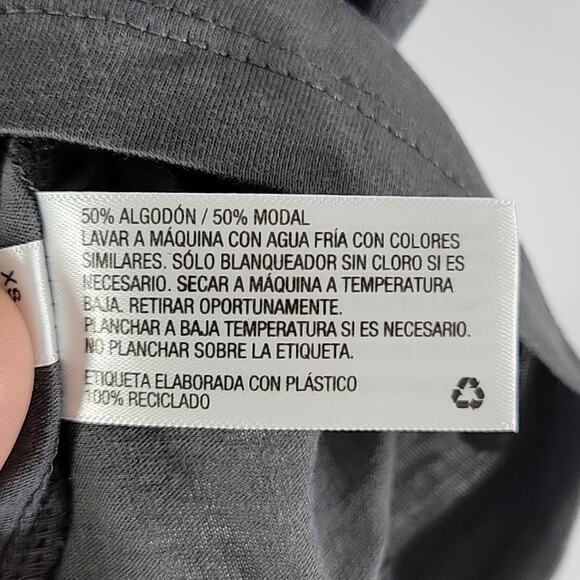 50% ALGODÓN / 50% MODAL
LAVAR A MÁQUINA CON AGUA FRÍA CON COLORES
SIMILARES. SÓLO BLANQUEADOR SIN CLORO SI ES
NECESARIO. SECAR A MÁQUINA A TEMPERATURA
BAJA. RETIRAR OPORTUNAMENTE.
PLANCHAR A BAJA TEMPERATURA SI ES NECESARIO.
NO PLANCHAR SOBRE LA ETIQUETA.
ETIQUETA ELABORADA CON PLÁSTICO
100% RECICLADO
XS